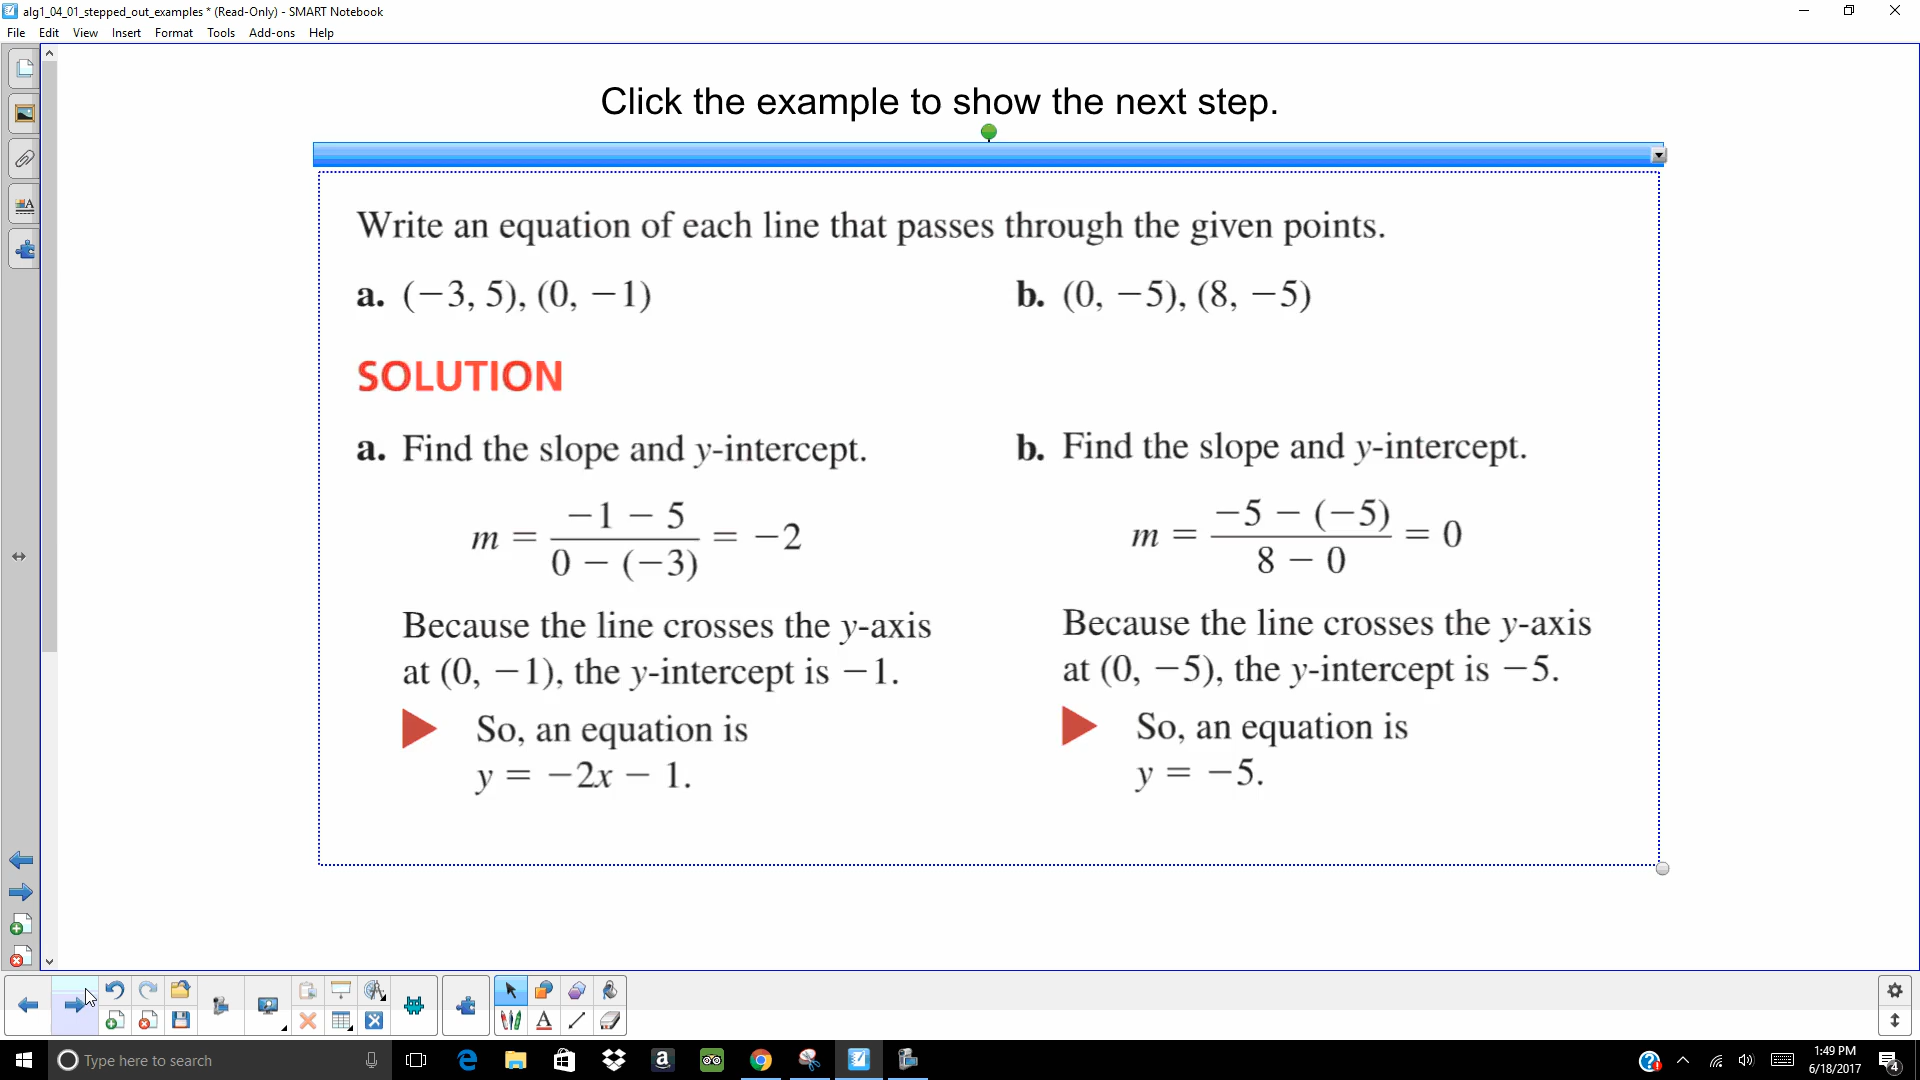 alg1_04_01_stepped_out_examples * (Read-Only) - SMART Notebook
File Edit View Insert Format Tools Add-ons Help
Click the example to show the next step.
Write an equation of each line that passes through the given points.
a. (−3, 5), (0, −1)
b. (0, −5), (8, −5)
SOLUTION
a. Find the slope and y-intercept.
m = \frac{-1 - 5}{0 - (-3)} = −2
Because the line crosses the y-axis
at (0, −1), the y-intercept is −1.
So, an equation is
y = −2x − 1.
b. Find the slope and y-intercept.
m = \frac{-5 - (-5)}{8 - 0} = 0
Because the line crosses the y-axis
at (0, −5), the y-intercept is −5.
So, an equation is
y = −5.
Type here to search
1:49 PM
6/18/2017
4